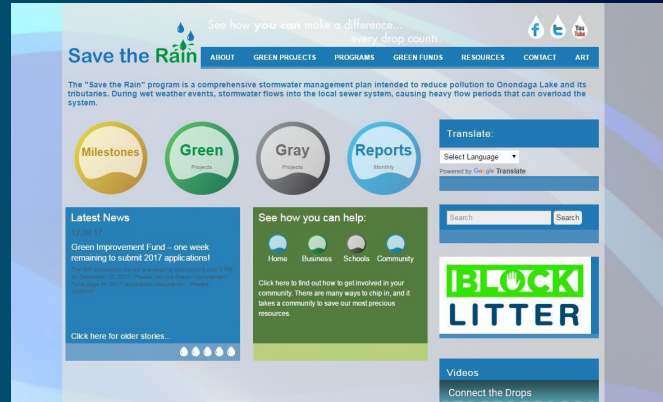 See how you can make a difference...
every drop counts.
f t You Tube
Save the Rain
ABOUT GREEN PROJECTS PROGRAMS GREEN FUNDS RESOURCES CONTACT ART
The "Save the Rain" program is a comprehensive stormwater management plan intended to reduce pollution to Onondaga Lake and its
tributaries. During wet weather events, stormwater flows into the local sewer system, causing heavy flow periods that can overload the
system.
Milestones
Green
Projects
Gray
Projects
Reports
Monthly
Translate:
Select Language
Powered by Google Translate
Search Search
Latest News
12.06.17
Green Improvement Fund – one week
remaining to submit 2017 applications!
Click here for older stories...
See how you can help:
Home Business Schools Community
Click here to find out how to get involved in your
community. There are many ways to chip in, and it
takes a community to save our most precious
resources.
BLOCK
LITTER
Videos
Connect the Drops